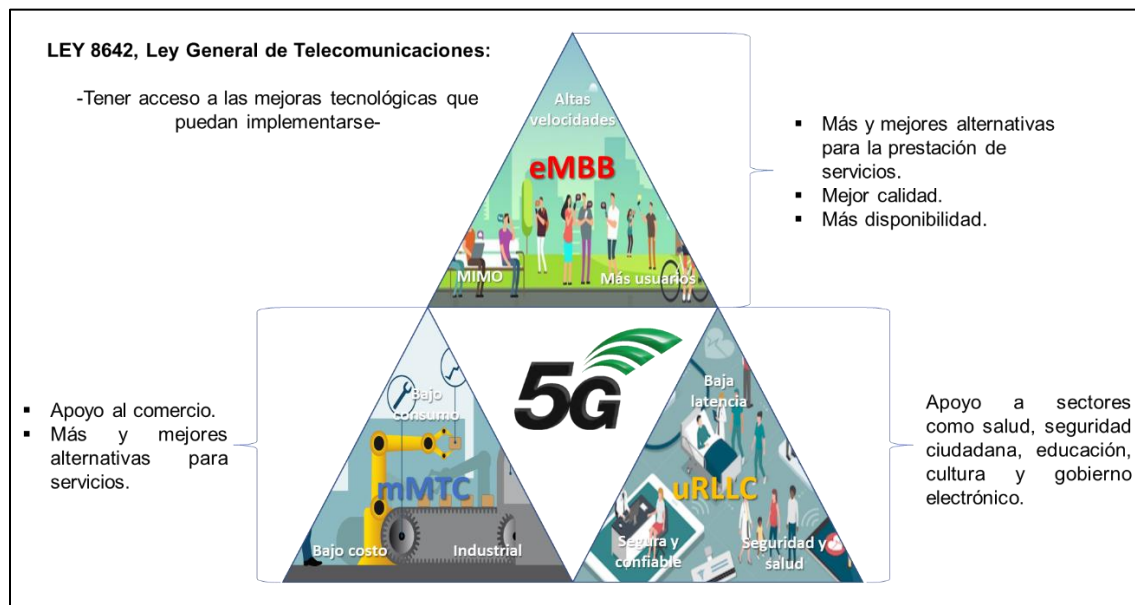 LEY 8642, Ley General de Telecomunicaciones:
-Tener acceso a las mejoras tecnológicas que
puedan implementarse-
Altas
velocidades
eMBB
MIMO
Más usuarios
▪ Más y mejores alternativas
para la prestación de
servicios.
▪ Mejor calidad.
▪ Más disponibilidad.
▪ Apoyo al comercio.
▪ Más y mejores
alternativas para
servicios.
Bajo
consumo
mMTC
Bajo costo
Industrial
5G
Baja
latencia
uRLLC
Segura y
confiable
Seguridad y
salud
Apoyo a sectores
como salud, seguridad
ciudadana, educación,
cultura y gobierno
electrónico.